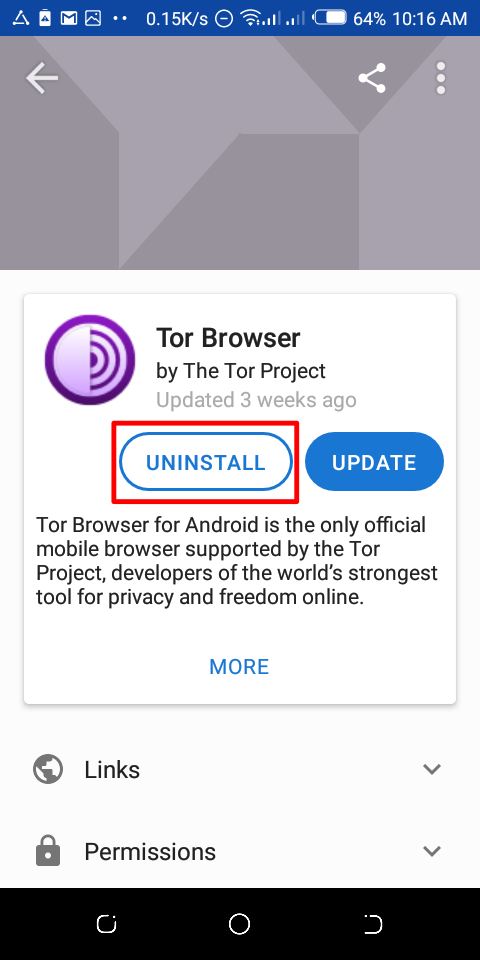 0.15K/s 64% 10:16 AM
Tor Browser
by The Tor Project
Updated 3 weeks ago
UNINSTALL UPDATE
Tor Browser for Android is the only official
mobile browser supported by the Tor
Project, developers of the world’s strongest
tool for privacy and freedom online.
MORE
Links
Permissions